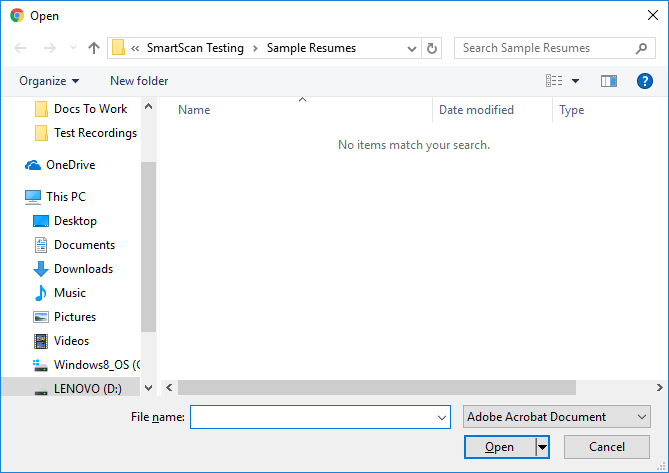 Open
« SmartScan Testing > Sample Resumes
Search Sample Resumes
Organize
New folder
?
Docs To Work
Test Recordings
OneDrive
This PC
Desktop
Documents
Downloads
Music
Pictures
Videos
Windows8_OS (C
LENOVO (D:)
Name
Date modified
Type
No items match your search.
File name:
Adobe Acrobat Document
Open
Cancel